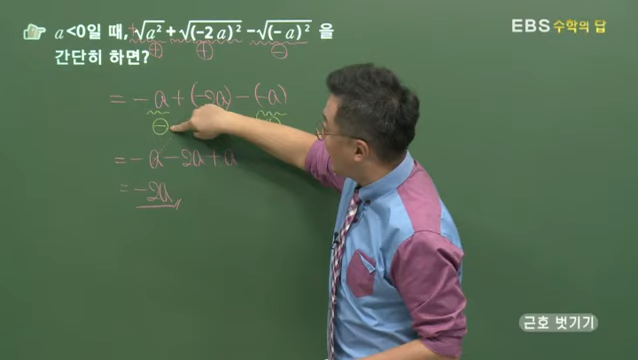 a<0일 때, √a² + √(-2a)² - √(-a)² 을
간단히 하면?
EBS 수학의 답
= -a + (-2a) - (-a)
= -a - 2a + a
= -2a
근호 벗기기